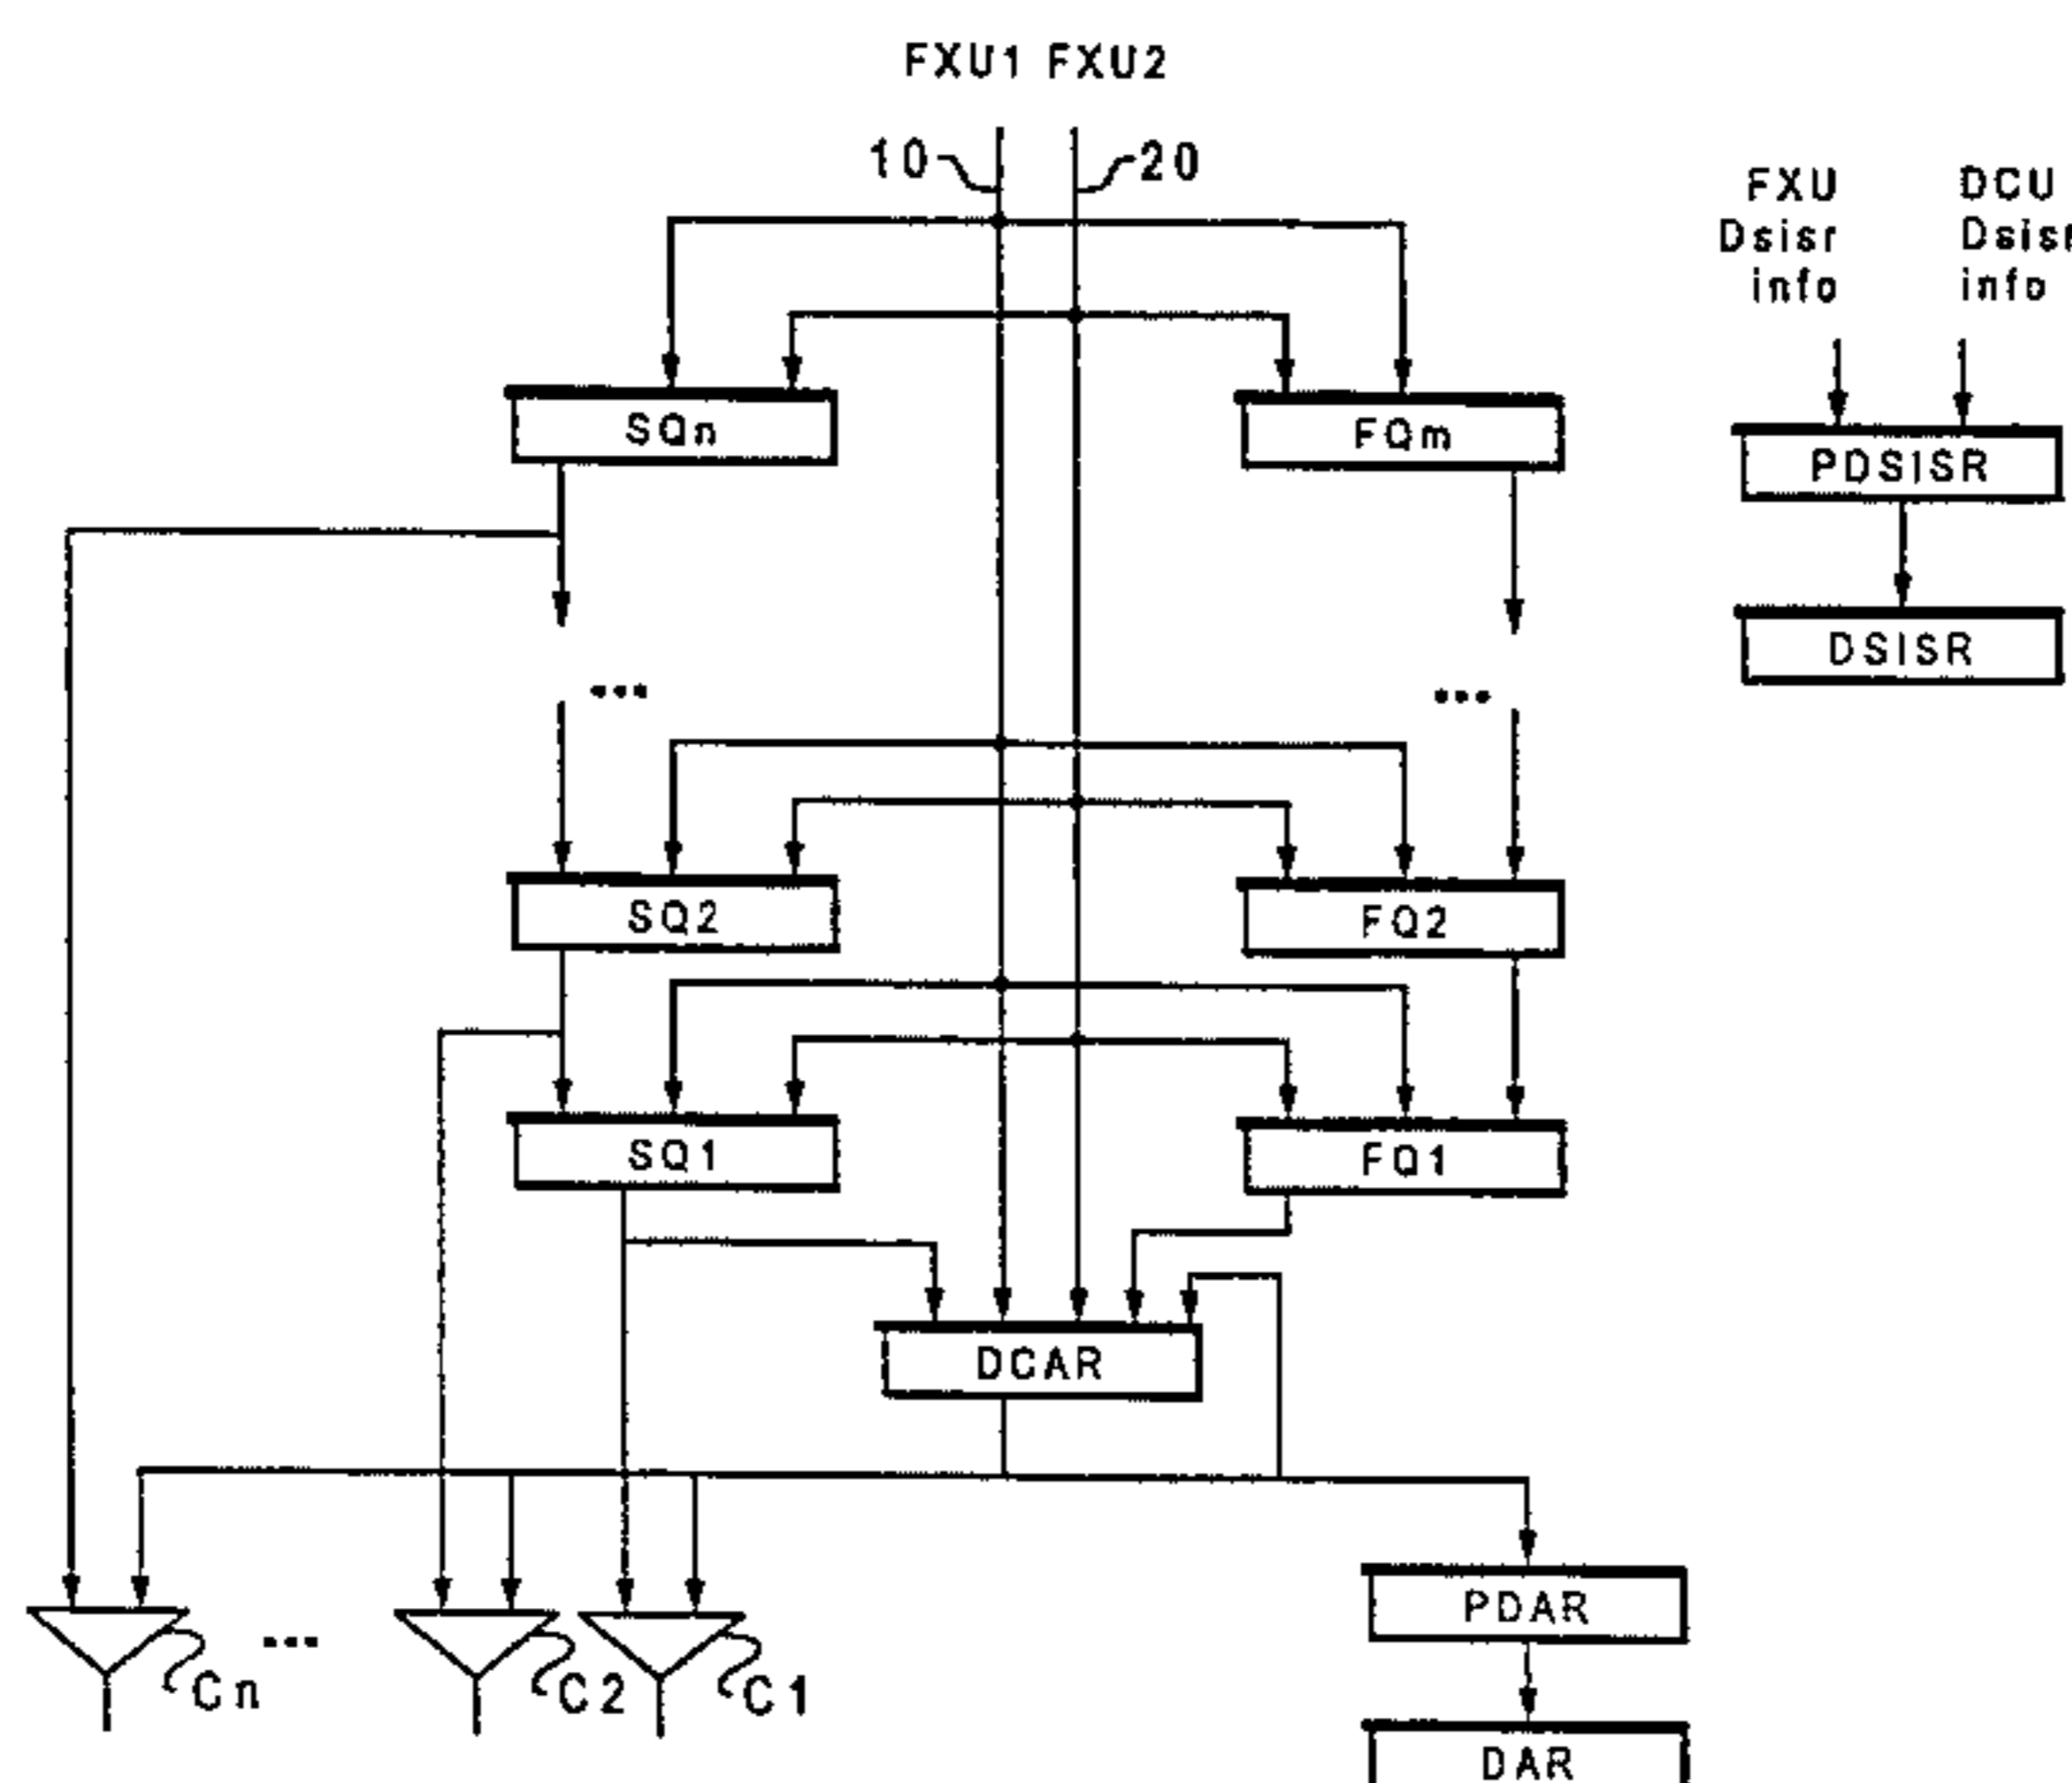 FXU1 FXU2
10
20
FXU
Dsisr
info
DCU
Dsisr
info
SQn
FQm
PDSISR
DSISR
...
...
SQ2
FQ2
SQ1
FQ1
DCAR
PDAR
Cn
...
C2
C1
DAR